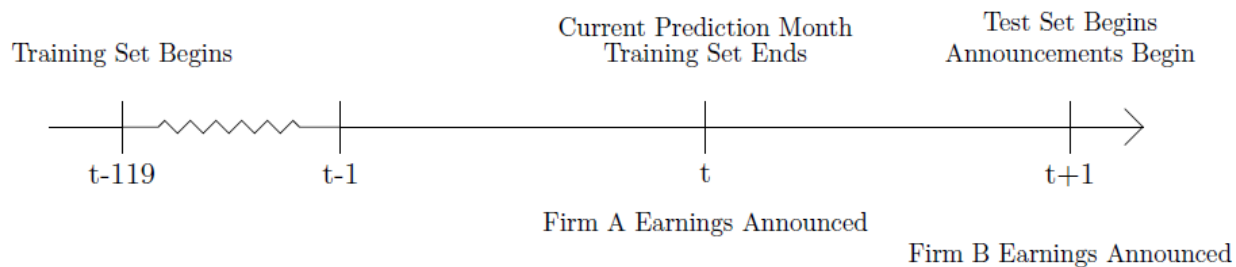 Training Set Begins
Current Prediction Month
Training Set Ends
Test Set Begins
Announcements Begin
t-119
t-1
t
t+1
Firm A Earnings Announced
Firm B Earnings Announced